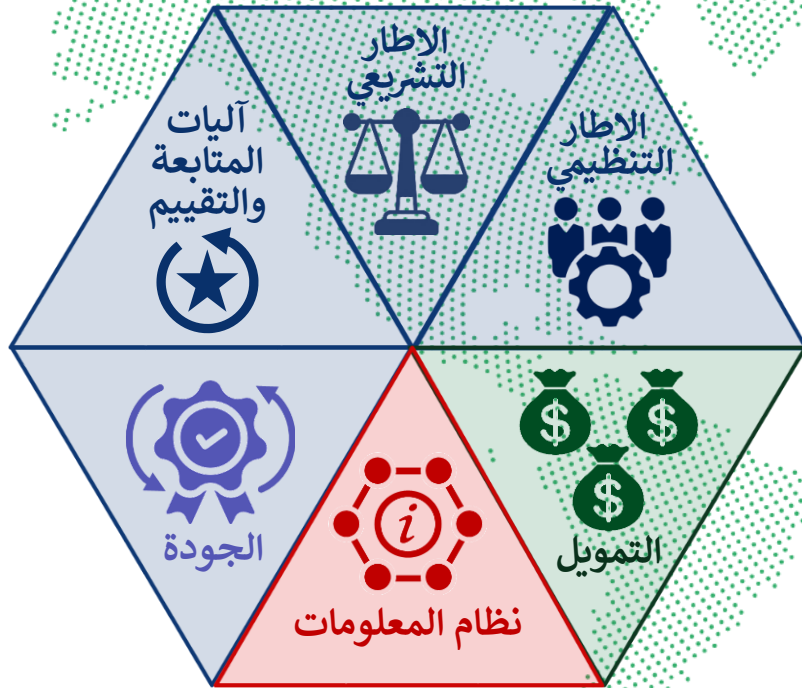 الاطار
التشريعي
الاطار
التنظيمي
آليات
المتابعة
والتقييم
$ $
$
التمويل
الجودة
i
نظام المعلومات